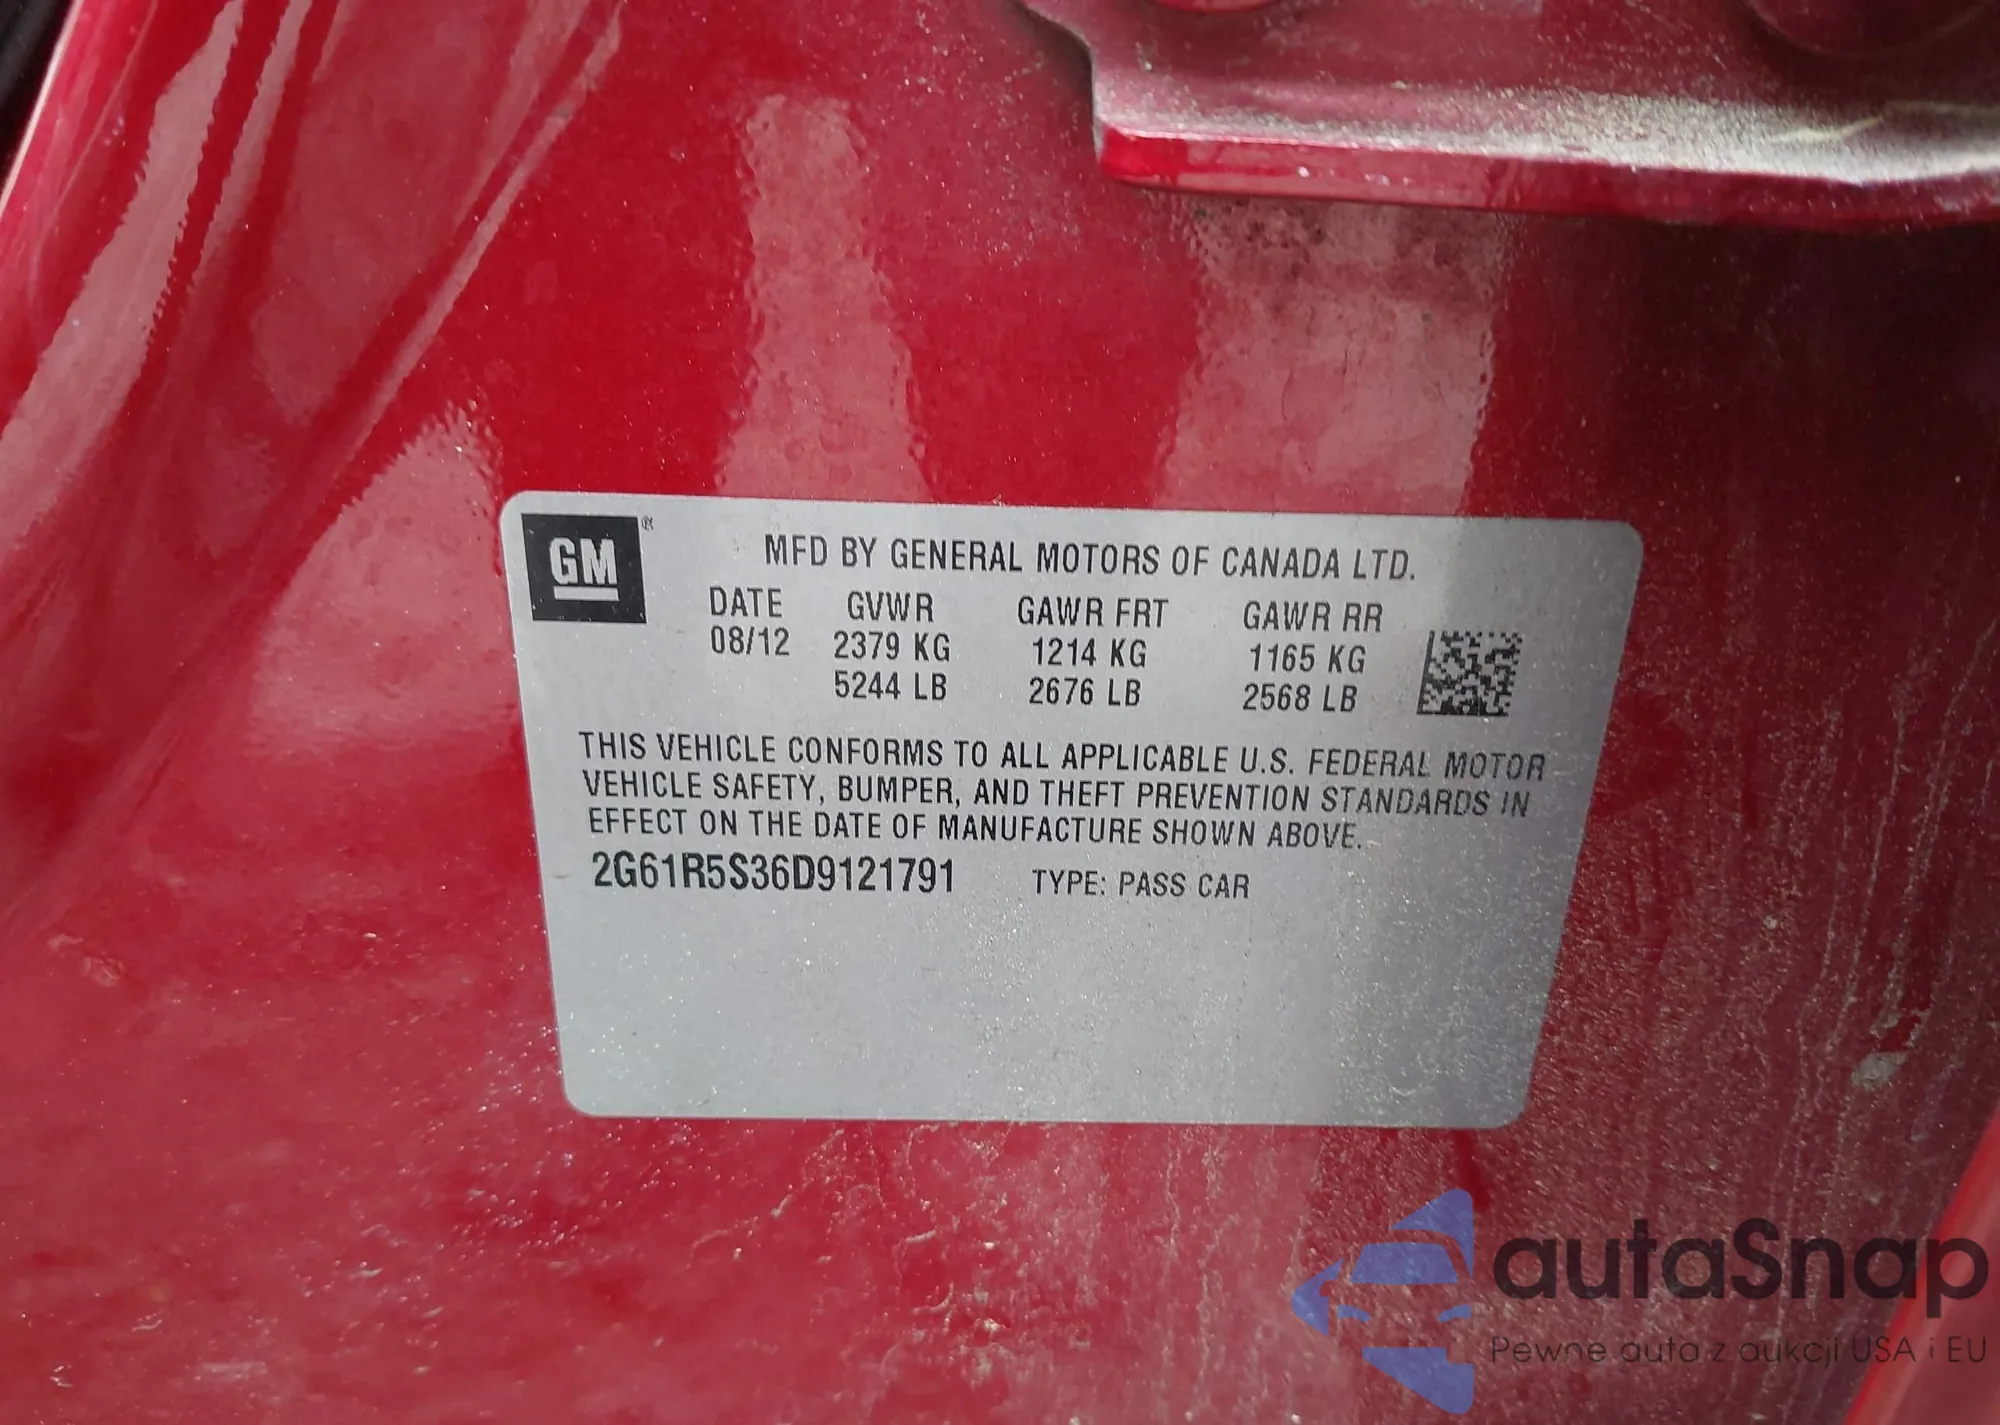 GM ®
MFD BY GENERAL MOTORS OF CANADA LTD.
DATE GVWR GAWR FRT GAWR RR
08/12 2379 KG 1214 KG 1165 KG
5244 LB 2676 LB 2568 LB
THIS VEHICLE CONFORMS TO ALL APPLICABLE U.S. FEDERAL MOTOR
VEHICLE SAFETY, BUMPER, AND THEFT PREVENTION STANDARDS IN
EFFECT ON THE DATE OF MANUFACTURE SHOWN ABOVE.
2G61R5S36D9121791 TYPE: PASS CAR
autaSnap
Pewne auta z aukcji USA i EU